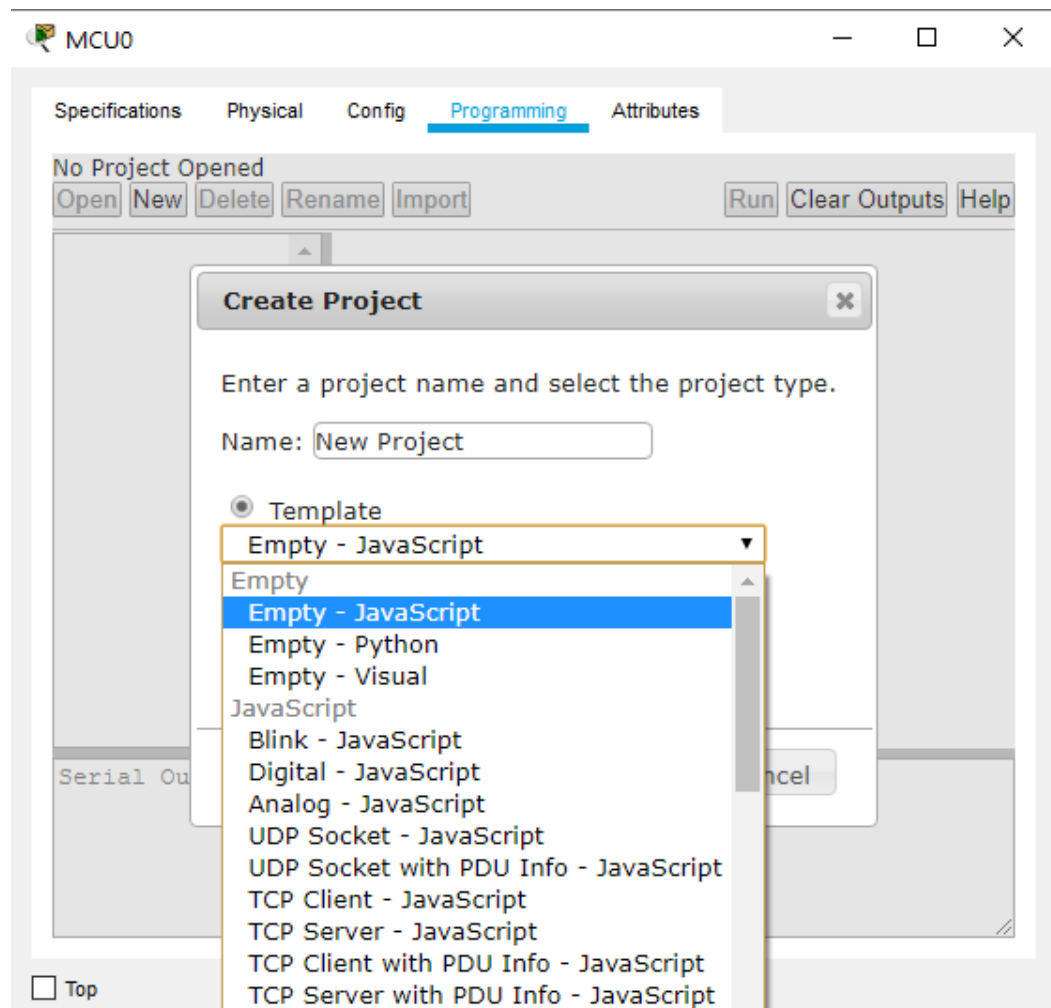 MCU0
Specifications Physical Config Programming Attributes
No Project Opened
Open New Delete Rename Import Run Clear Outputs Help
Create Project
Enter a project name and select the project type.
Name: New Project
Template
Empty - JavaScript
Empty
Empty - JavaScript
Empty - Python
Empty - Visual
JavaScript
Blink - JavaScript
Digital - JavaScript
Analog - JavaScript
UDP Socket - JavaScript
UDP Socket with PDU Info - JavaScript
TCP Client - JavaScript
TCP Server - JavaScript
TCP Client with PDU Info - JavaScript
TCP Server with PDU Info - JavaScript
Serial Ou
ncel
Top